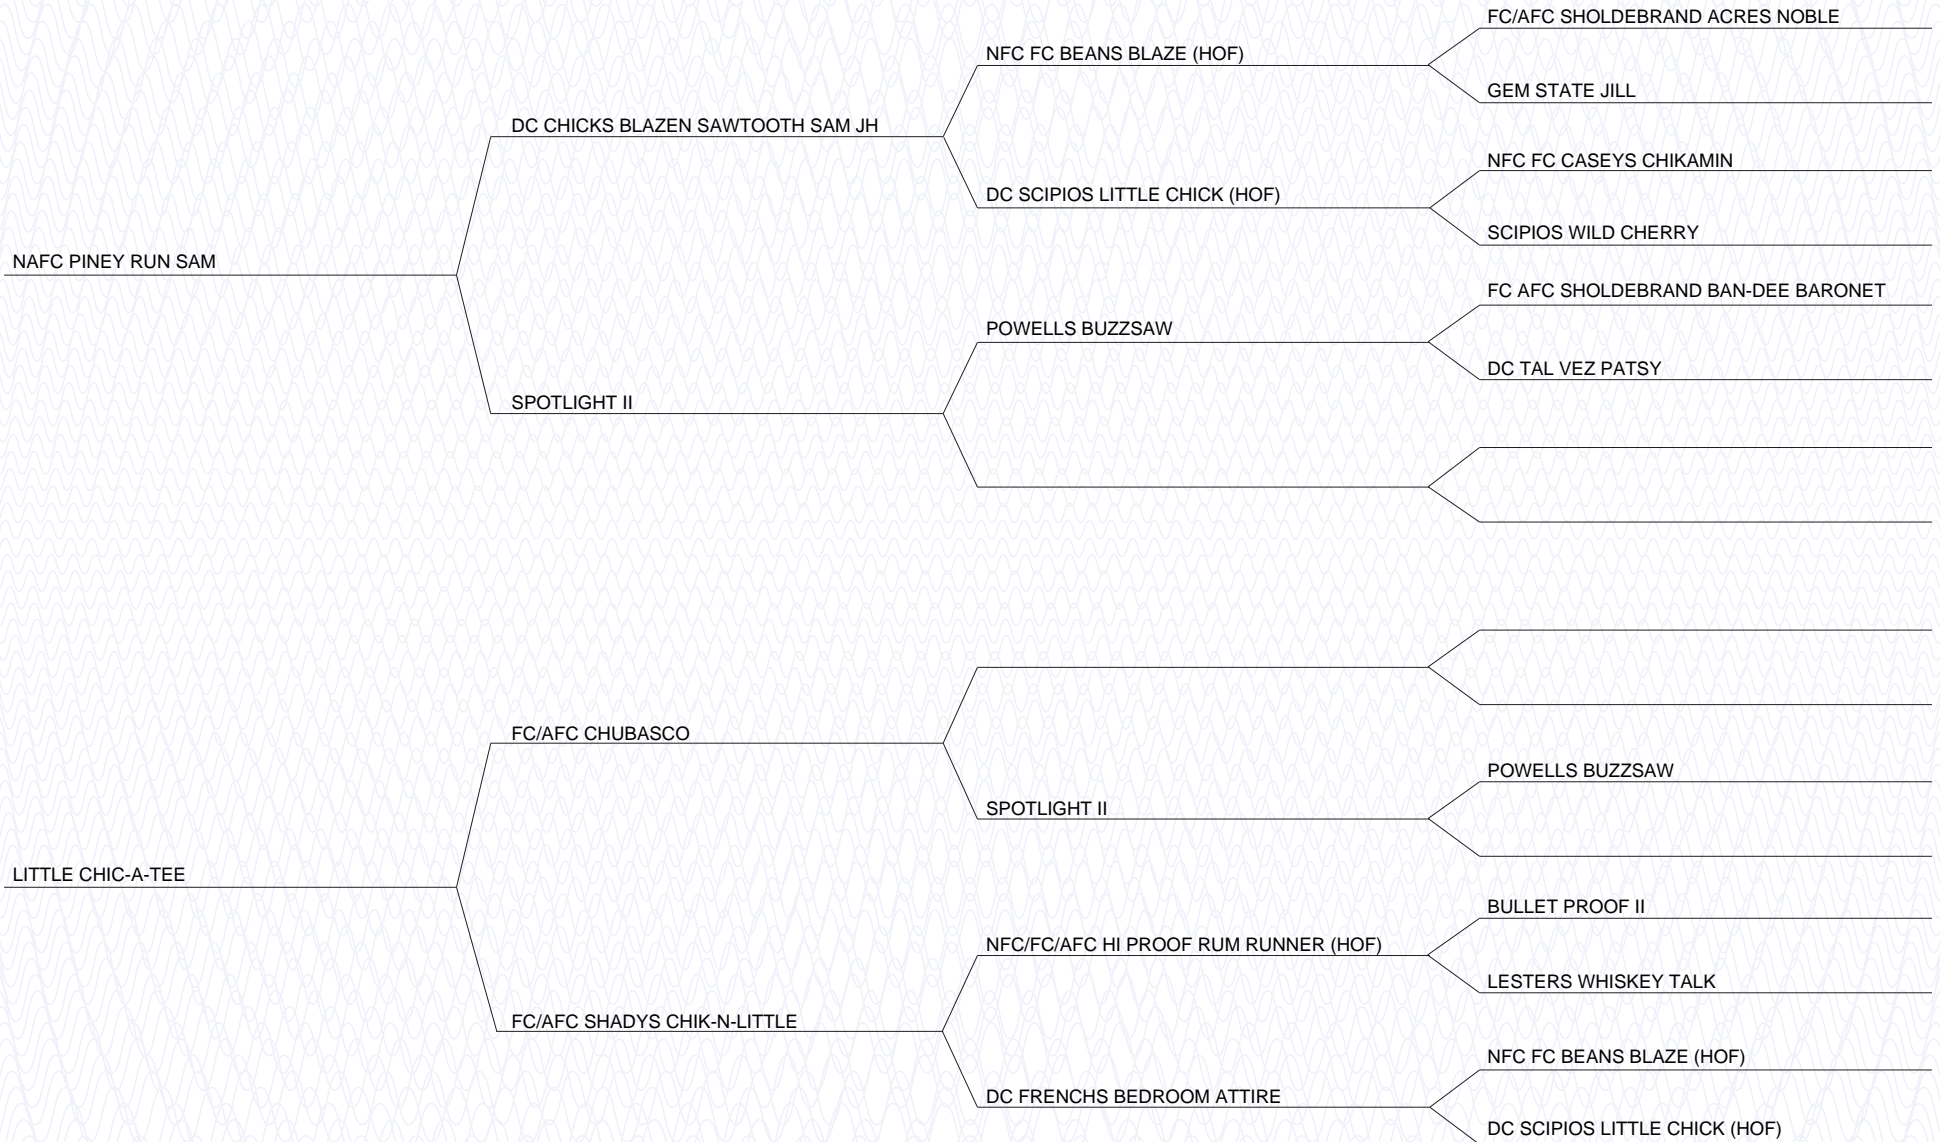 FC/AFC SHOLDEBRAND ACRES NOBLE
NFC FC BEANS BLAZE (HOF)
GEM STATE JILL
DC CHICKS BLAZEN SAWTOOTH SAM JH
NFC FC CASEYS CHIKAMIN
DC SCIPIOS LITTLE CHICK (HOF)
SCIPIOS WILD CHERRY
NAFC PINEY RUN SAM
FC AFC SHOLDEBRAND BAN-DEE BARONET
POWELLS BUZZSAW
DC TAL VEZ PATSY
SPOTLIGHT II
FC/AFC CHUBASCO
POWELLS BUZZSAW
SPOTLIGHT II
LITTLE CHIC-A-TEE
BULLET PROOF II
NFC/FC/AFC HI PROOF RUM RUNNER (HOF)
LESTERS WHISKEY TALK
FC/AFC SHADYS CHIK-N-LITTLE
NFC FC BEANS BLAZE (HOF)
DC FRENCHS BEDROOM ATTIRE
DC SCIPIOS LITTLE CHICK (HOF)